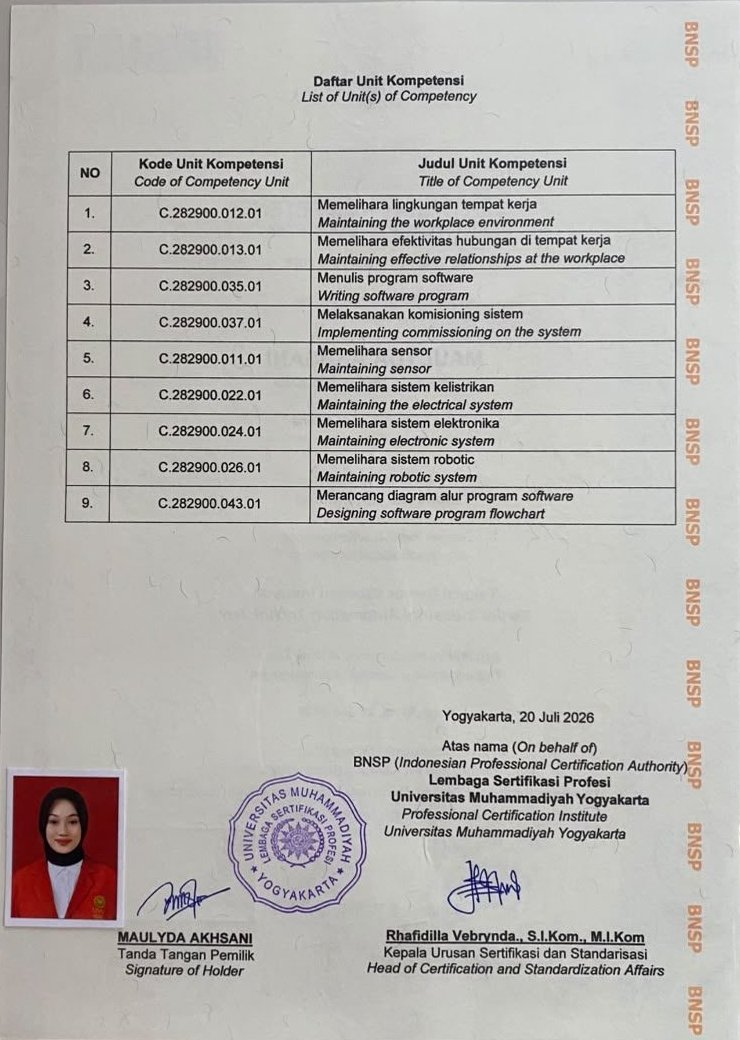 Daftar Unit Kompetensi
List of Unit(s) of Competency
NO Kode Unit Kompetensi Judul Unit Kompetensi
Code of Competency Unit Title of Competency Unit
1. C.282900.012.01 Memelihara lingkungan tempat kerja
Maintaining the workplace environment
2. C.282900.013.01 Memelihara efektivitas hubungan di tempat kerja
Maintaining effective relationships at the workplace
3. C.282900.035.01 Menulis program software
Writing software program
4. C.282900.037.01 Melaksanakan komisioning sistem
Implementing commissioning on the system
5. C.282900.011.01 Memelihara sensor
Maintaining sensor
6. C.282900.022.01 Memelihara sistem kelistrikan
Maintaining the electrical system
7. C.282900.024.01 Memelihara sistem elektronika
Maintaining electronic system
8. C.282900.026.01 Memelihara sistem robotic
Maintaining robotic system
9. C.282900.043.01 Merancang diagram alur program software
Designing software program flowchart
Yogyakarta, 20 Juli 2026
Atas nama (On behalf of)
BNSP (Indonesian Professional Certification Authority)
Lembaga Sertifikasi Profesi
Universitas Muhammadiyah Yogyakarta
Professional Certification Institute
Universitas Muhammadiyah Yogyakarta
UNIVERSITAS MUHAMMADIYAH
LEMBAGA SERTIFIKASI PROFESI
★ YOGYAKARTA ★
MAULYDA AKHSANI
Tanda Tangan Pemilik
Signature of Holder
Rhafidilla Vebrynda., S.I.Kom., M.I.Kom
Kepala Urusan Sertifikasi dan Standarisasi
Head of Certification and Standardization Affairs
BNSP
BNSP
BNSP
BNSP
BNSP
BNSP
BNSP
BNSP
BNSP
BNSP
BNSP
BNSP
BNSP